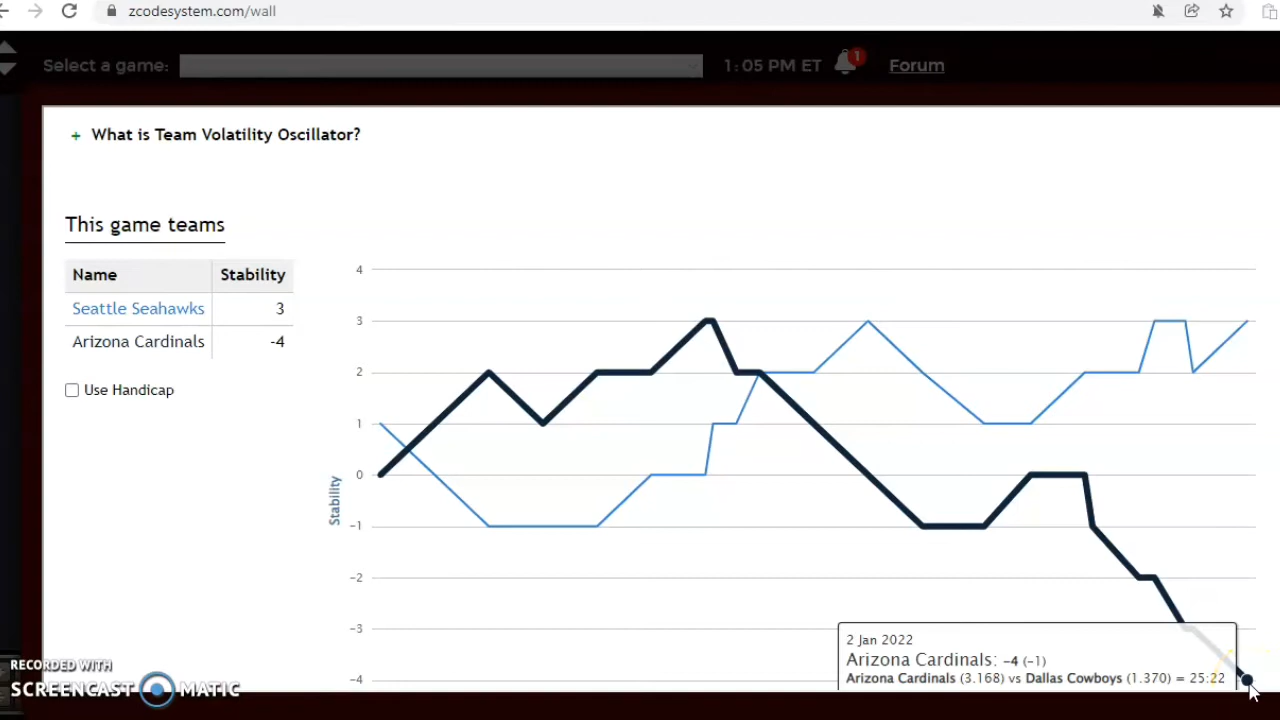 zcodesystem.com/wall
Select a game:
1:05 PM ET
1
Forum
+ What is Team Volatility Oscillator?
This game teams
Name Stability
Seattle Seahawks 3
Arizona Cardinals -4
Use Handicap
Stability
4
3
2
1
0
-1
-2
-3
-4
2 Jan 2022
Arizona Cardinals: -4 (-1)
Arizona Cardinals (3.168) vs Dallas Cowboys (1.370) = 25:22
RECORDED WITH
SCREENCAST MATIC